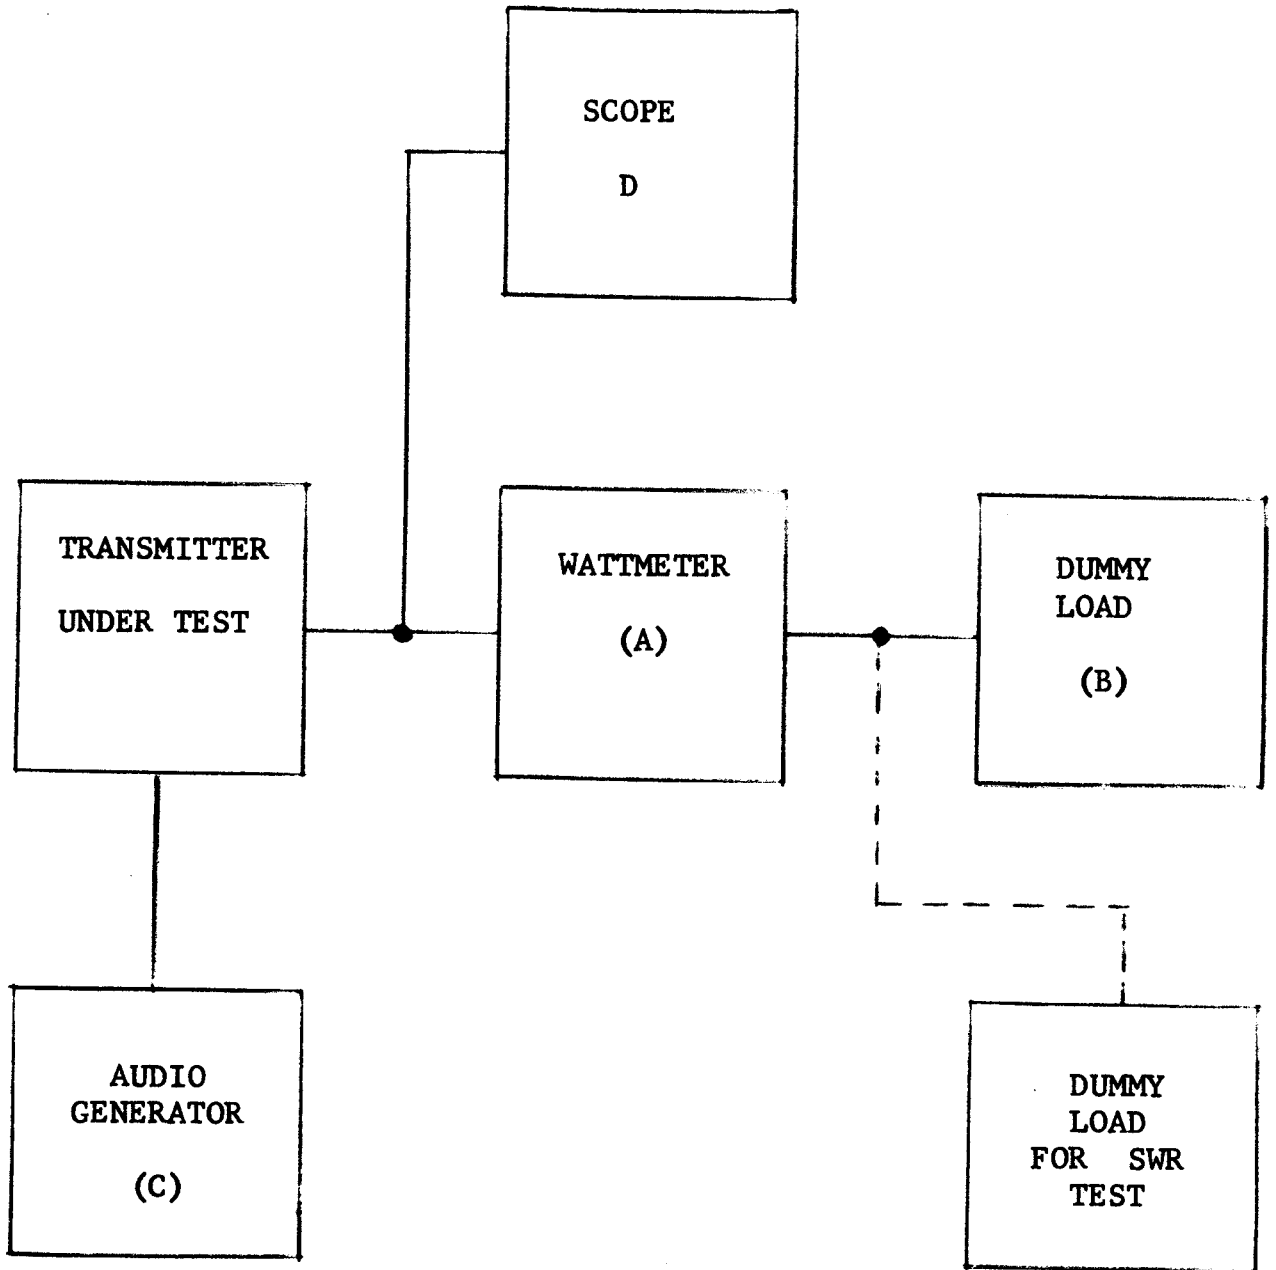 SCOPE
D
TRANSMITTER
UNDER TEST
WATTMETER
(A)
DUMMY
LOAD
(B)
AUDIO
GENERATOR
(C)
DUMMY
LOAD
FOR SWR
TEST